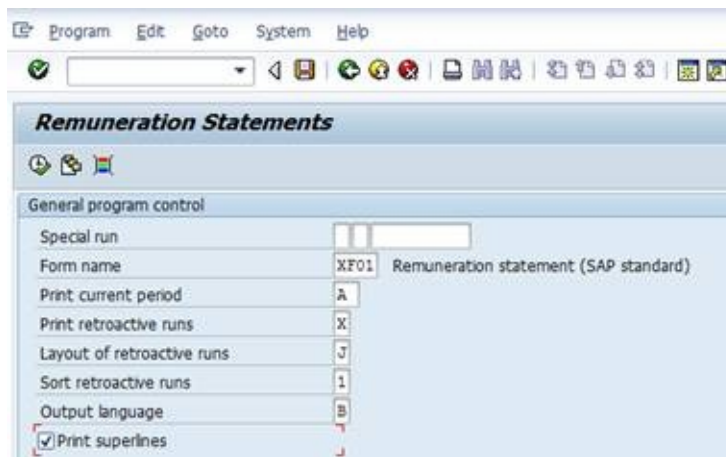 Program Edit Goto System Help
Remuneration Statements
General program control
Special run
Form name XF01 Remuneration statement (SAP standard)
Print current period A
Print retroactive runs X
Layout of retroactive runs J
Sort retroactive runs 1
Output language B
Print superlines